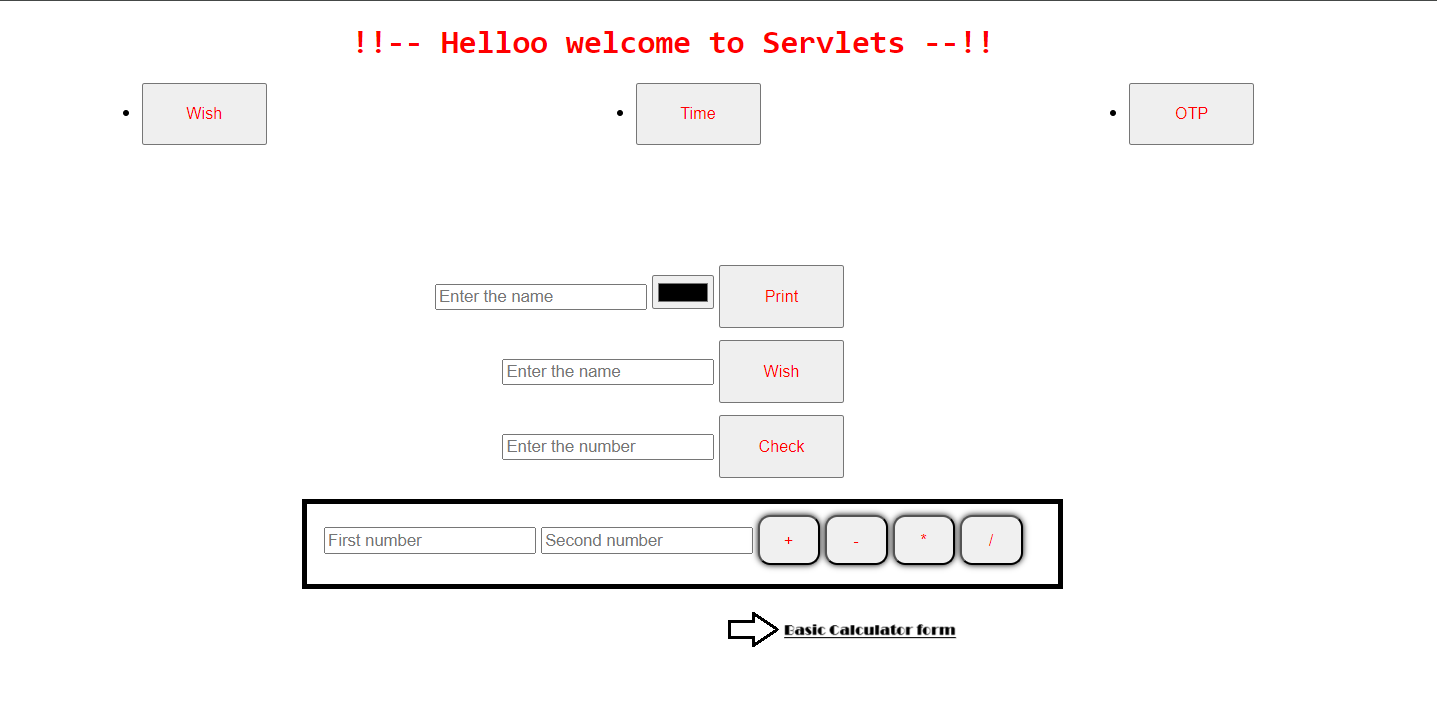 !!-- Helloo welcome to Servlets --!!
Wish Time OTP
Enter the name Print
Enter the name Wish
Enter the number Check
First number Second number + - * /
Basic Calculator form